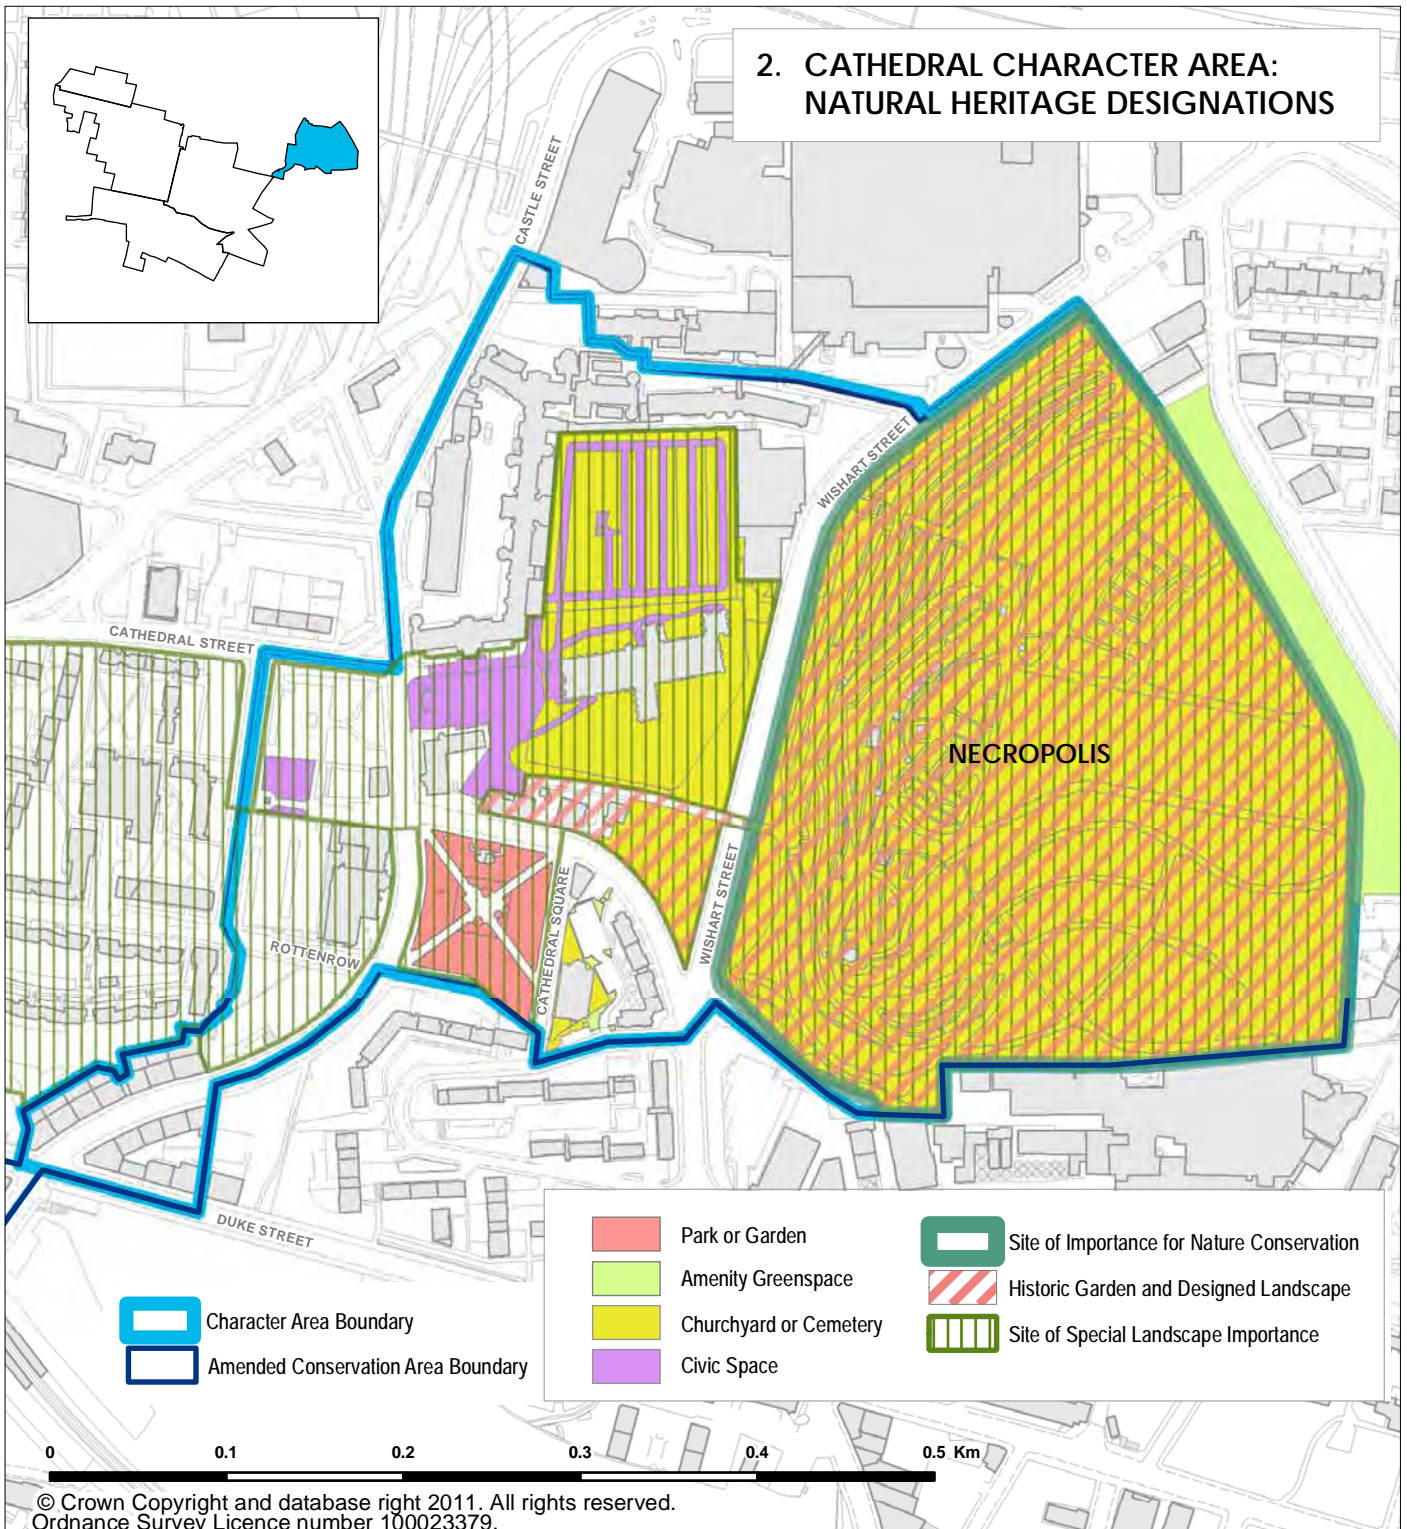 2. CATHEDRAL CHARACTER AREA:
NATURAL HERITAGE DESIGNATIONS
CASTLE STREET
WISHART STREET
CATHEDRAL STREET
NECROPOLIS
WISHART STREET
CATHEDRAL SQUARE
ROTTENROW
DUKE STREET
Character Area Boundary
Amended Conservation Area Boundary
Park or Garden
Amenity Greenspace
Churchyard or Cemetery
Civic Space
Site of Importance for Nature Conservation
Historic Garden and Designed Landscape
Site of Special Landscape Importance
0 0.1 0.2 0.3 0.4 0.5 Km
© Crown Copyright and database right 2011. All rights reserved.
Ordnance Survey Licence number 100023379.